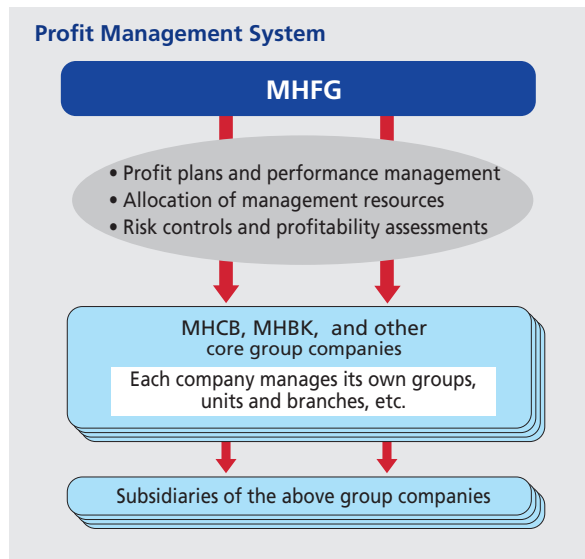 Profit Management System
MHFG
• Profit plans and performance management
• Allocation of management resources
• Risk controls and profitability assessments
MHCB, MHBK, and other
core group companies
Each company manages its own groups,
units and branches, etc.
Subsidiaries of the above group companies